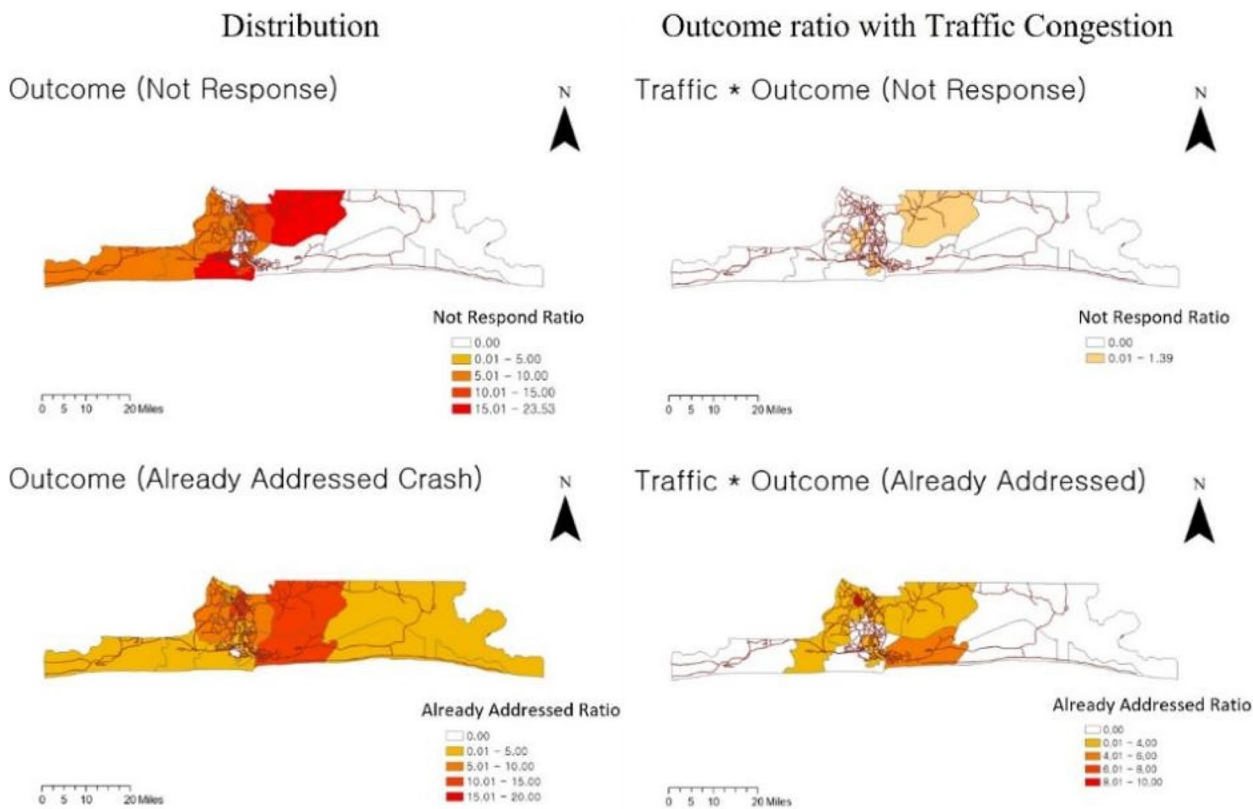 Distribution
Outcome ratio with Traffic Congestion
Outcome (Not Response)
N
Not Respond Ratio
0.00
0.01 - 5.00
5.01 - 10.00
10.01 - 15.00
15.01 - 23.53
0 5 10 20 Miles
Traffic * Outcome (Not Response)
N
Not Respond Ratio
0.00
0.01 - 1.39
0 5 10 20 Miles
Outcome (Already Addressed Crash)
N
Already Addressed Ratio
0.00
0.01 - 5.00
5.01 - 10.00
10.01 - 15.00
15.01 - 20.00
0 5 10 20 Miles
Traffic * Outcome (Already Addressed)
N
Already Addressed Ratio
0.00
0.01 - 4.00
4.01 - 6.00
6.01 - 8.00
8.01 - 10.00
0 5 10 20 Miles